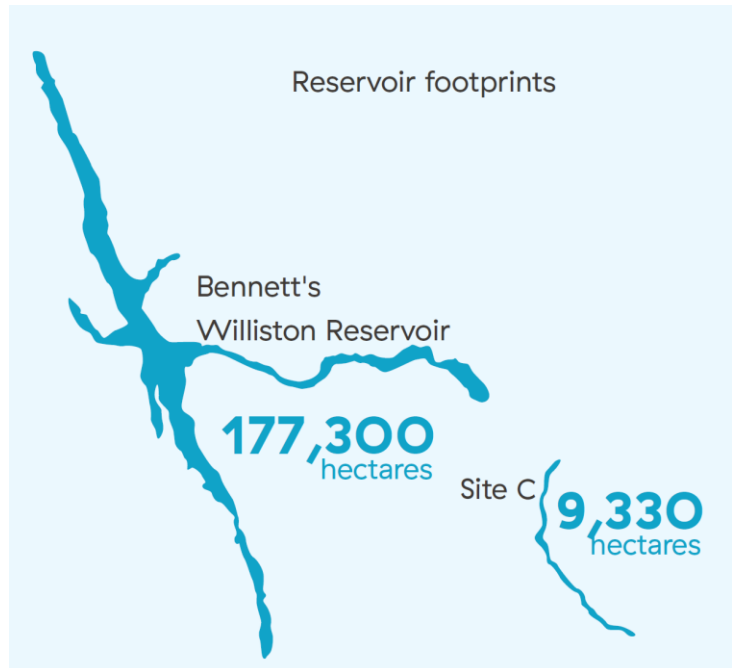 Reservoir footprints
Bennett's
Williston Reservoir
177,300
hectares
Site C
9,330
hectares